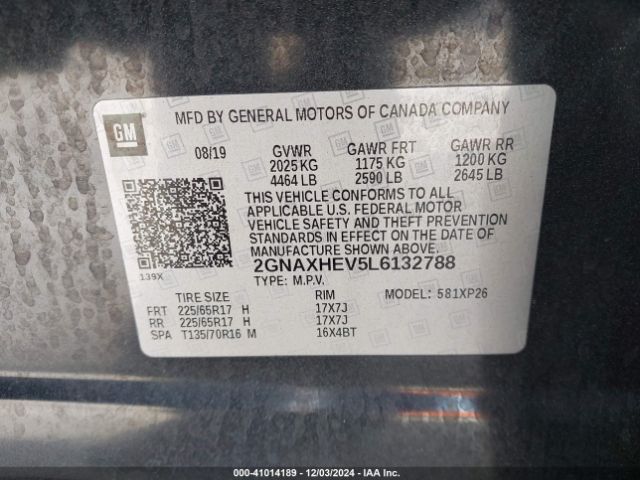 MFD BY GENERAL MOTORS OF CANADA COMPANY
GM
08/19 GVWR GAWR FRT GAWR RR
2025 KG 1175 KG 1200 KG
4464 LB 2590 LB 2645 LB
THIS VEHICLE CONFORMS TO ALL
APPLICABLE U.S. FEDERAL MOTOR
VEHICLE SAFETY AND THEFT PREVENTION
STANDARDS IN EFFECT ON THE DATE OF
MANUFACTURE SHOWN ABOVE.
139X
2GNAXHEV5L6132788
TYPE: M.P.V.
MODEL: 581XP26
TIRE SIZE RIM
FRT 225/65R17 H 17X7J
RR 225/65R17 H 17X7J
SPA T135/70R16 M 16X4BT
000-41014189 - 12/03/2024 - IAA Inc.